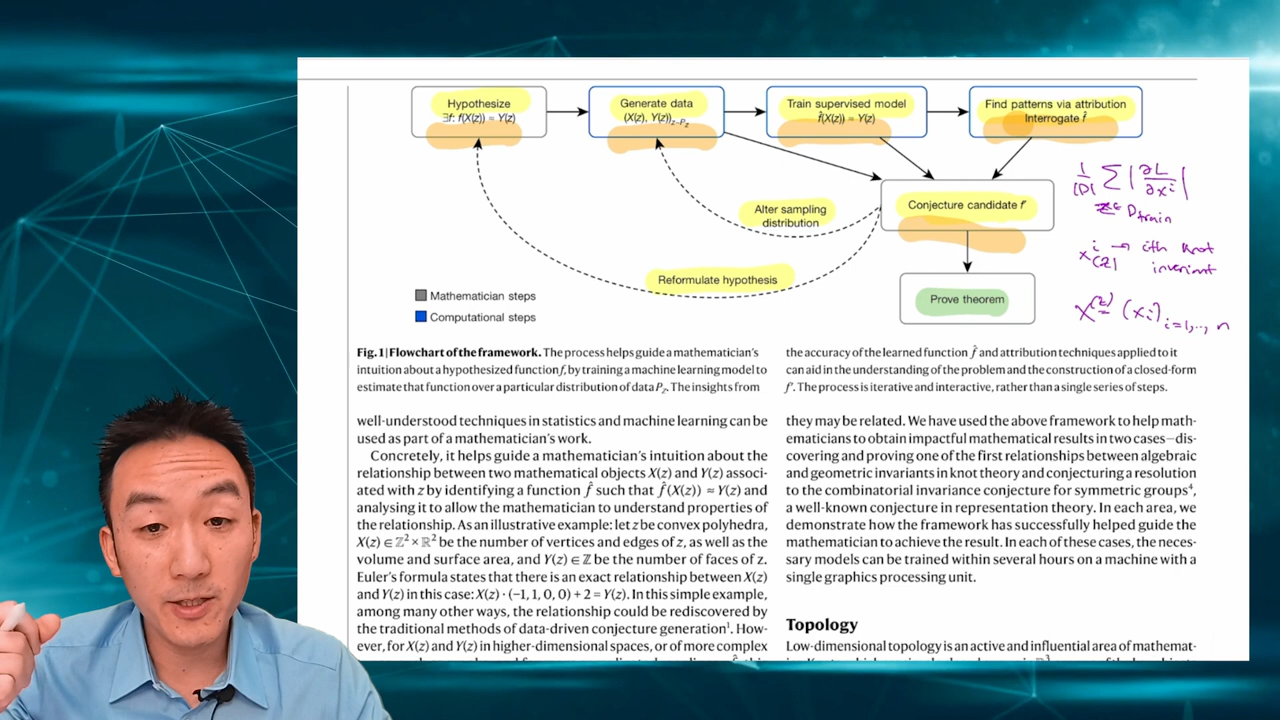 Hypothesize
∃f: f(X(z)) ≈ Y(z)
Generate data
(X(z), Y(z))z~Pz
Train supervised model
f̂(X(z)) ≈ Y(z)
Find patterns via attribution
Interrogate f̂
Conjecture candidate f′
Alter sampling
distribution
Reformulate hypothesis
Prove theorem
Mathematician steps
Computational steps
1/|D| Σ |∂L/∂xⁱ|
z∈ Dtrain
xⁱ(z) → ith knot
invariant
X(z) = (xi)i=1,.., n
Fig. 1 | Flowchart of the framework. The process helps guide a mathematician's
intuition about a hypothesized function f, by training a machine learning model to
estimate that function over a particular distribution of data Pz. The insights from
the accuracy of the learned function f̂ and attribution techniques applied to it
can aid in the understanding of the problem and the construction of a closed-form
f′. The process is iterative and interactive, rather than a single series of steps.
well-understood techniques in statistics and machine learning can be
used as part of a mathematician's work.
Concretely, it helps guide a mathematician's intuition about the
relationship between two mathematical objects X(z) and Y(z) associ-
ated with z by identifying a function f̂ such that f̂(X(z)) ≈ Y(z) and
analysing it to allow the mathematician to understand properties of
the relationship. As an illustrative example: let z be convex polyhedra,
X(z) ∈ ℤ² × ℝ² be the number of vertices and edges of z, as well as the
volume and surface area, and Y(z) ∈ ℤ be the number of faces of z.
Euler's formula states that there is an exact relationship between X(z)
and Y(z) in this case: X(z) · (−1, 1, 0, 0) + 2 = Y(z). In this simple example,
among many other ways, the relationship could be rediscovered by
the traditional methods of data-driven conjecture generation¹. How-
ever, for X(z) and Y(z) in higher-dimensional spaces, or of more complex
they may be related. We have used the above framework to help math-
ematicians to obtain impactful mathematical results in two cases—dis-
covering and proving one of the first relationships between algebraic
and geometric invariants in knot theory and conjecturing a resolution
to the combinatorial invariance conjecture for symmetric groups⁴,
a well-known conjecture in representation theory. In each area, we
demonstrate how the framework has successfully helped guide the
mathematician to achieve the result. In each of these cases, the neces-
sary models can be trained within several hours on a machine with a
single graphics processing unit.
Topology
Low-dimensional topology is an active and influential area of mathemat-